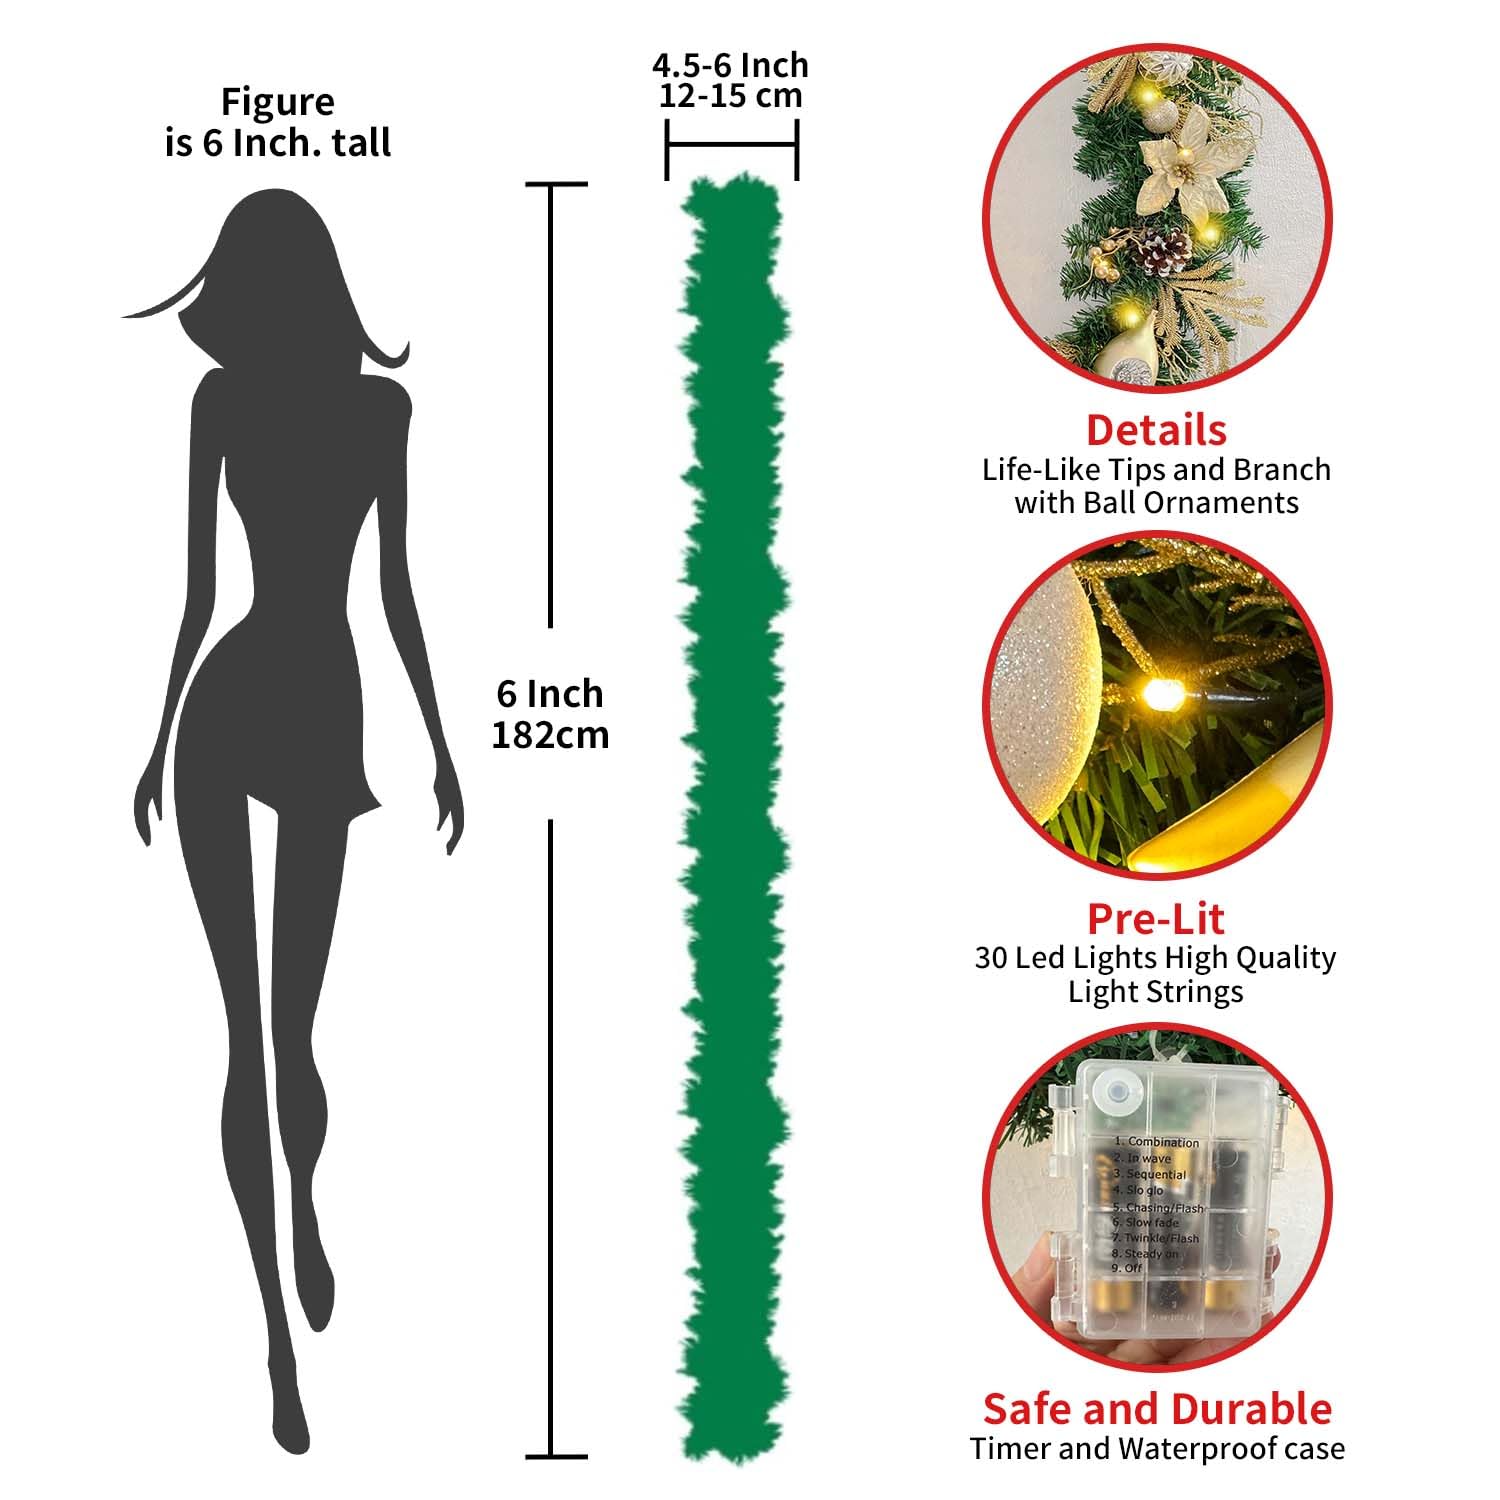 Figure
is 6 Inch. tall
4.5-6 Inch
12-15 cm
6 Inch
182cm
Details
Life-Like Tips and Branch
with Ball Ornaments
Pre-Lit
30 Led Lights High Quality
Light Strings
1. Combination
2. In wave
3. Sequential
4. Slo glo
5. Chasing/Flash
6. Slow fade
7. Twinkle/Flash
8. Steady on
9. Off
Safe and Durable
Timer and Waterproof case